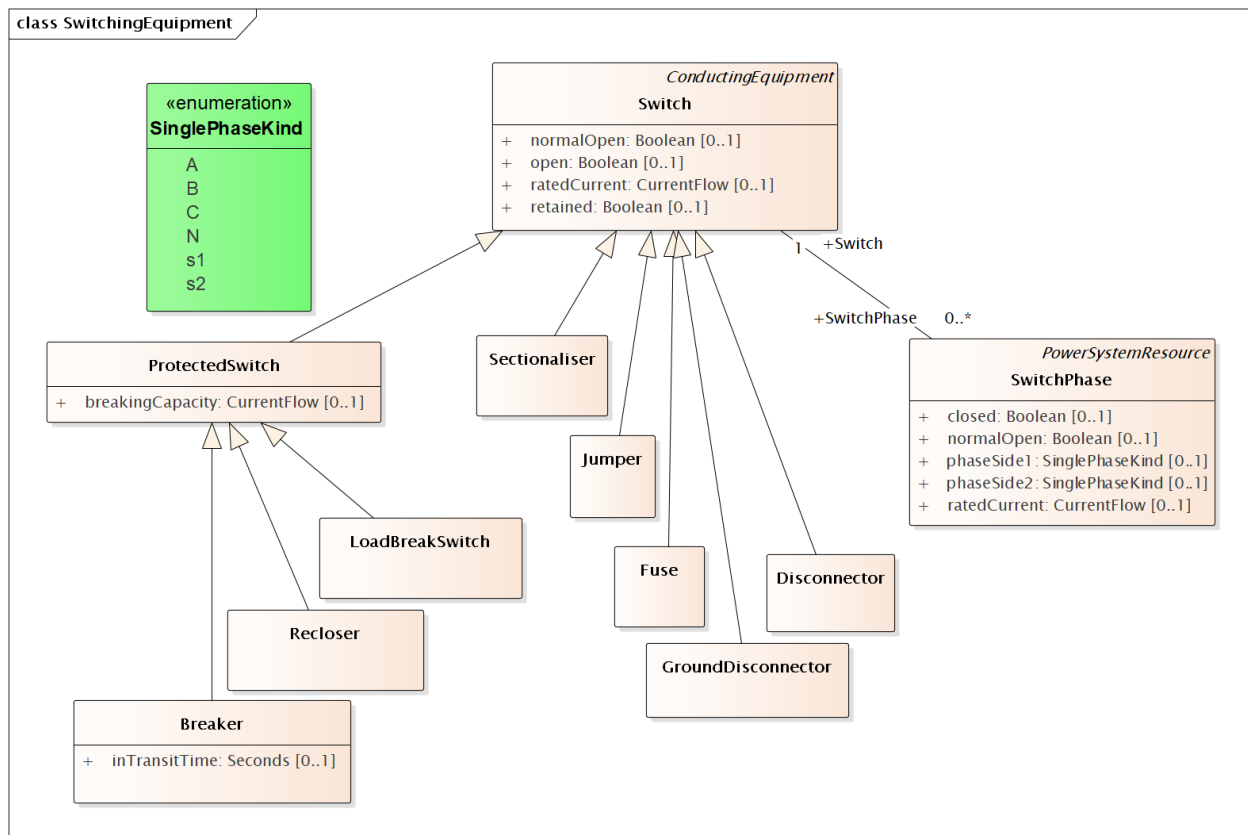 class SwitchingEquipment
«enumeration»
SinglePhaseKind
A
B
C
N
s1
s2
ConductingEquipment
Switch
+ normalOpen: Boolean [0..1]
+ open: Boolean [0..1]
+ ratedCurrent: CurrentFlow [0..1]
+ retained: Boolean [0..1]
1
+Switch
+SwitchPhase 0..*
PowerSystemResource
SwitchPhase
+ closed: Boolean [0..1]
+ normalOpen: Boolean [0..1]
+ phaseSide1: SinglePhaseKind [0..1]
+ phaseSide2: SinglePhaseKind [0..1]
+ ratedCurrent: CurrentFlow [0..1]
ProtectedSwitch
+ breakingCapacity: CurrentFlow [0..1]
Sectionaliser
Jumper
LoadBreakSwitch
Fuse
Disconnector
Recloser
GroundDisconnector
Breaker
+ inTransitTime: Seconds [0..1]